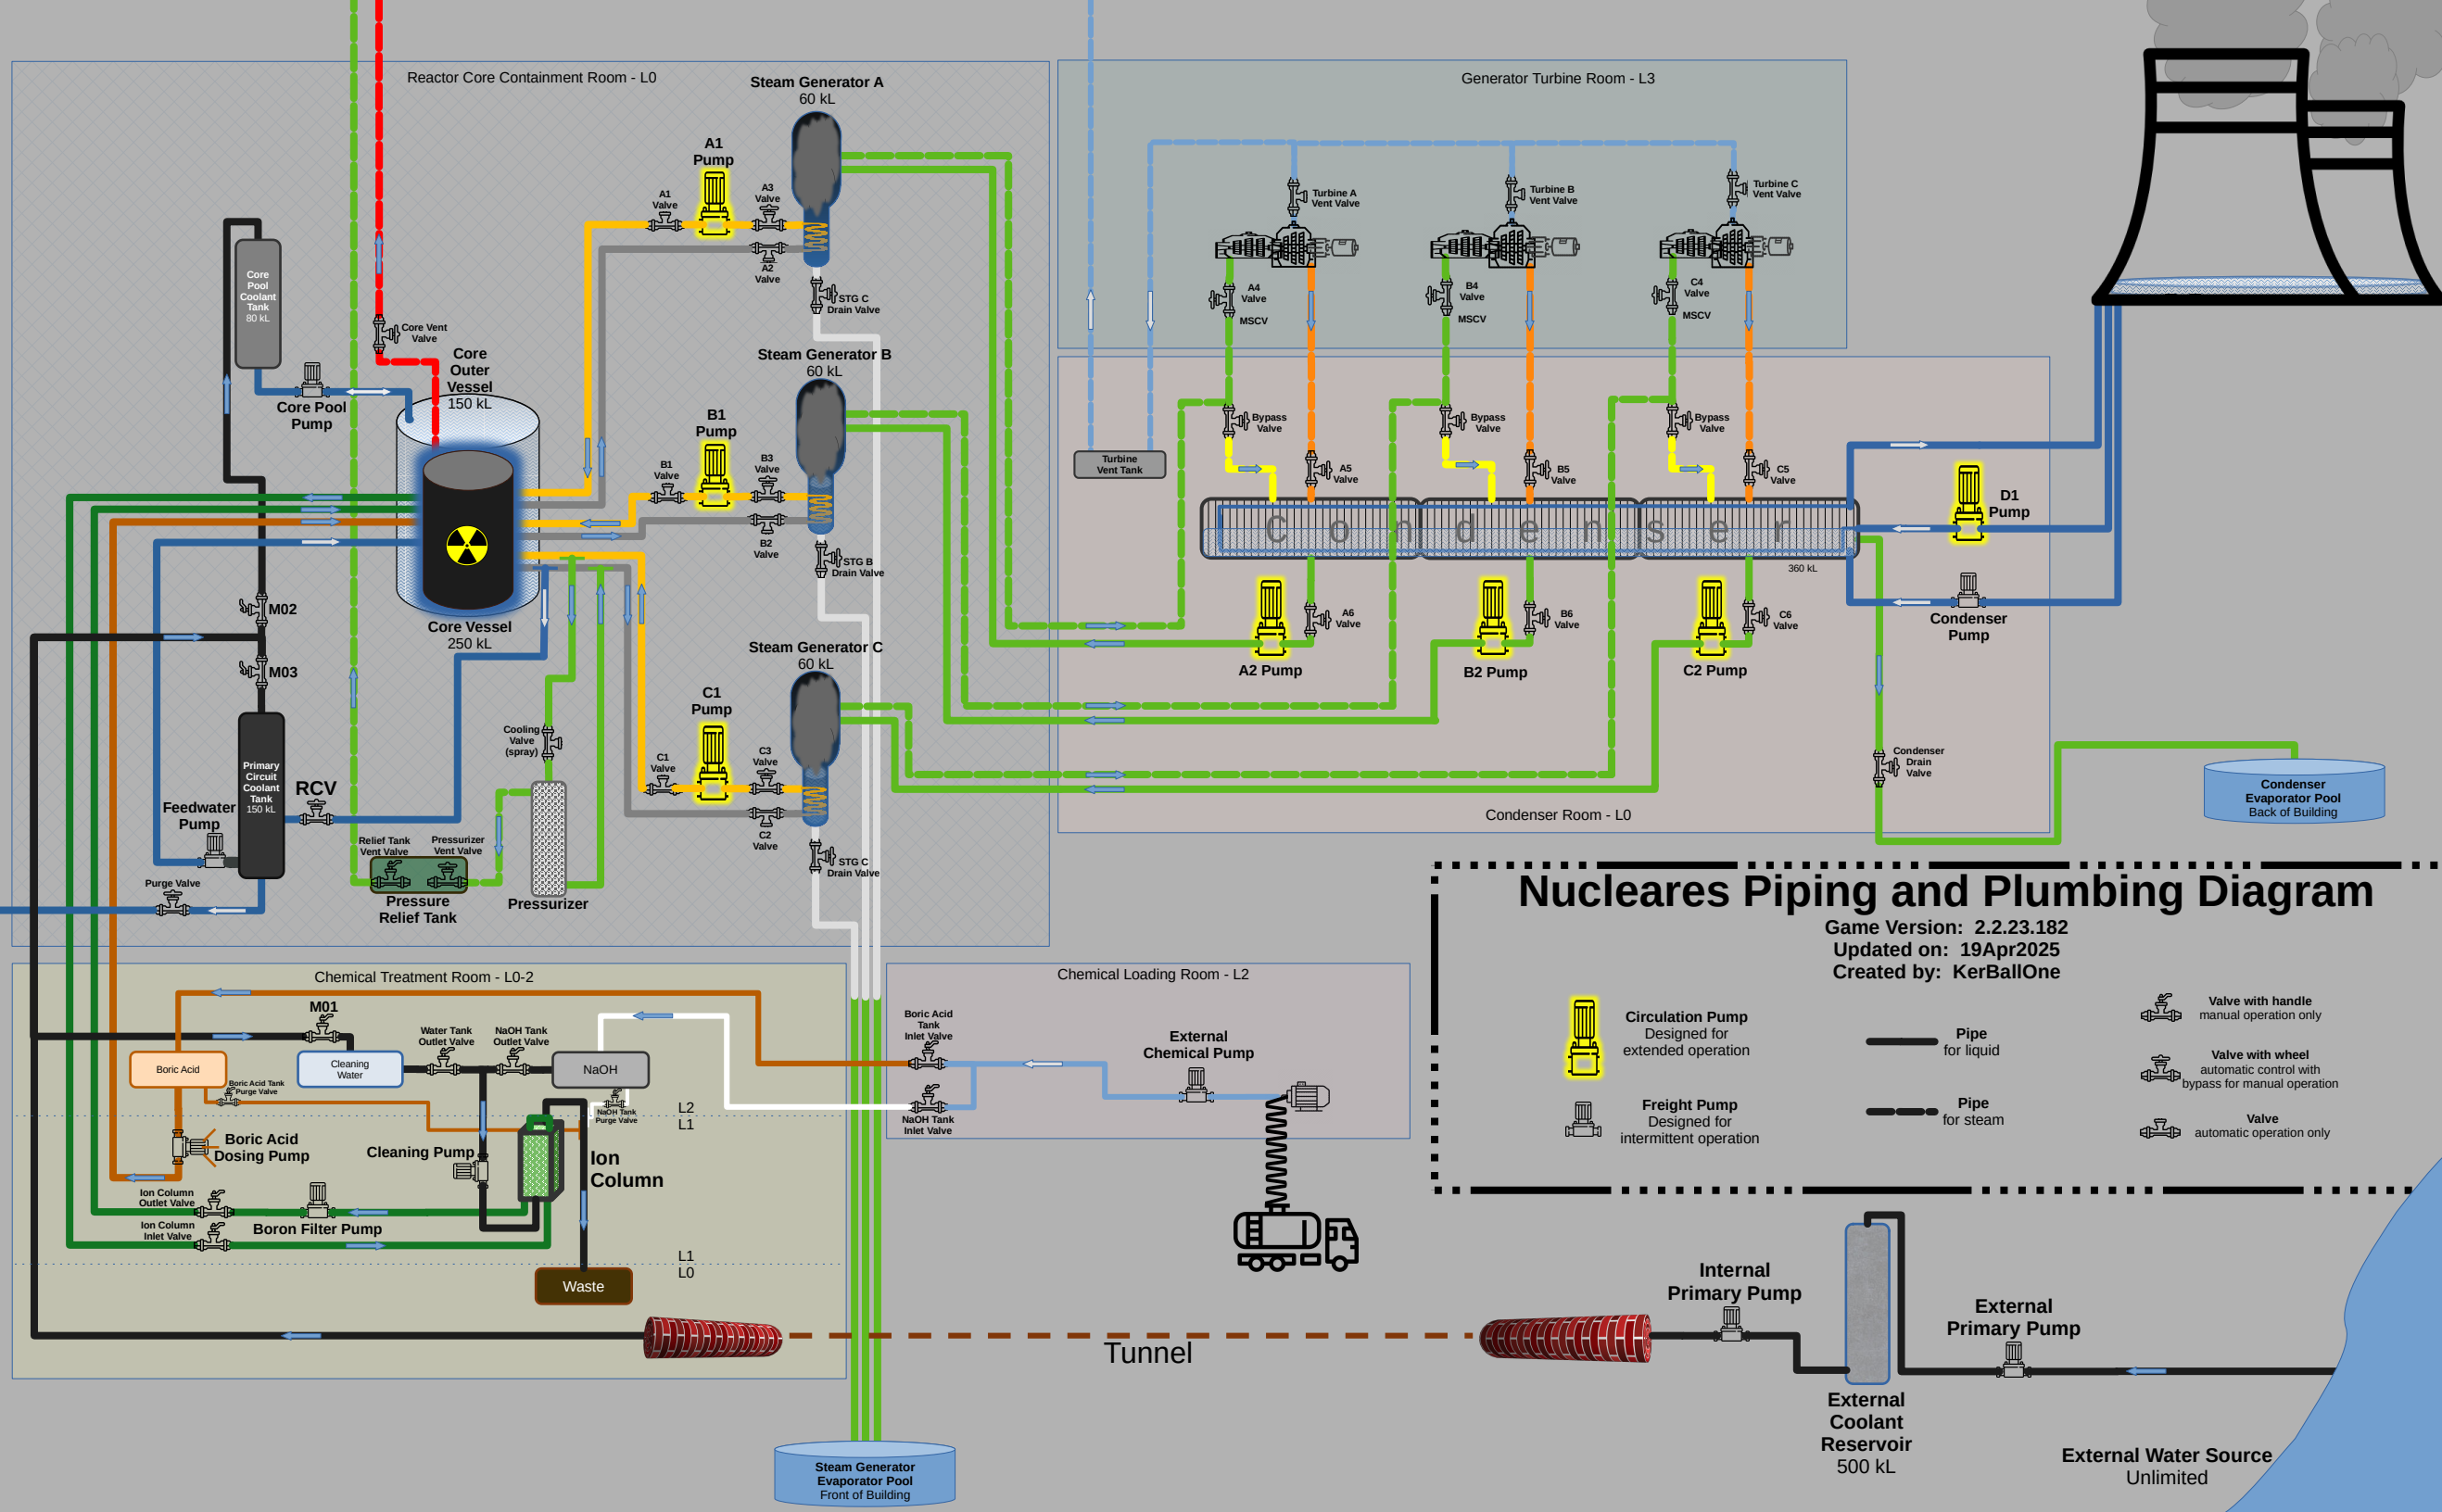 Reactor Core Containment Room - L0
Steam Generator A
60 kL
A1
Pump
A1
Valve
A3
Valve
A2
Valve
STG C
Drain Valve
Core
Pool
Coolant
Tank
80 kL
Core Pool
Pump
Core Vent
Valve
Core
Outer
Vessel
150 kL
Steam Generator B
60 kL
B1
Pump
B1
Valve
B3
Valve
B2
Valve
STG B
Drain Valve
Core Vessel
250 kL
M02
M03
Steam Generator C
60 kL
C1
Pump
C1
Valve
C3
Valve
C2
Valve
STG C
Drain Valve
Cooling
Valve
(spray)
Primary
Circuit
Coolant
Tank
150 kL
RCV
Feedwater
Pump
Purge Valve
Relief Tank
Vent Valve
Pressurizer
Vent Valve
Pressure
Relief Tank
Pressurizer
Generator Turbine Room - L3
Turbine A
Vent Valve
Turbine B
Vent Valve
Turbine C
Vent Valve
A4
Valve
MSCV
B4
Valve
MSCV
C4
Valve
MSCV
Turbine
Vent Tank
Bypass
Valve
Bypass
Valve
Bypass
Valve
A5
Valve
B5
Valve
C5
Valve
Condenser
360 kL
D1
Pump
Condenser
Pump
A6
Valve
B6
Valve
C6
Valve
A2 Pump
B2 Pump
C2 Pump
Condenser
Drain
Valve
Condenser Room - L0
Condenser
Evaporator Pool
Back of Building
Nucleares Piping and Plumbing Diagram
Game Version: 2.2.23.182
Updated on: 19Apr2025
Created by: KerBallOne
Circulation Pump
Designed for
extended operation
Freight Pump
Designed for
intermittent operation
Pipe
for liquid
Pipe
for steam
Valve with handle
manual operation only
Valve with wheel
automatic control with
bypass for manual operation
Valve
automatic operation only
Chemical Treatment Room - L0-2
M01
Water Tank
Outlet Valve
NaOH Tank
Outlet Valve
Boric Acid
Cleaning
Water
NaOH
Boric Acid Tank
Purge Valve
NaOH Tank
Purge Valve
L2
L1
Boric Acid
Dosing Pump
Cleaning Pump
Ion
Column
Ion Column
Outlet Valve
Boron Filter Pump
Ion Column
Inlet Valve
L1
L0
Waste
Chemical Loading Room - L2
Boric Acid
Tank
Inlet Valve
NaOH Tank
Inlet Valve
External
Chemical Pump
Tunnel
Internal
Primary Pump
External
Primary Pump
External
Coolant
Reservoir
500 kL
External Water Source
Unlimited
Steam Generator
Evaporator Pool
Front of Building